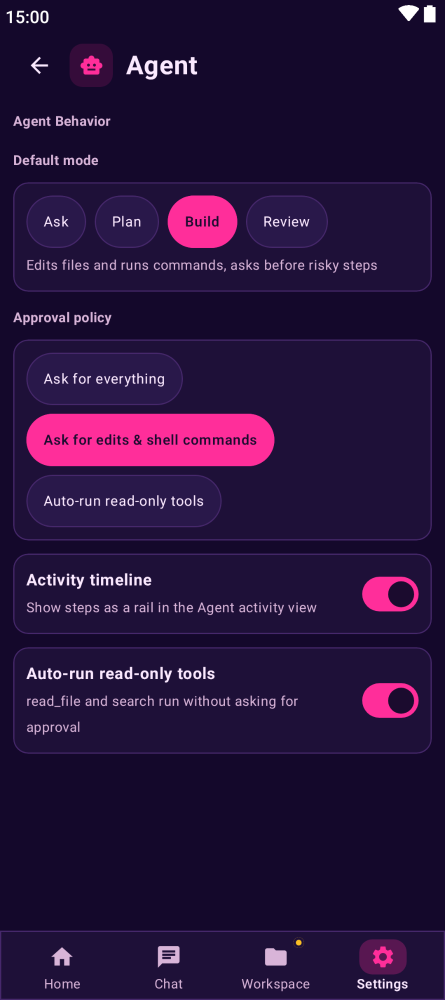 15:00
Agent
Agent Behavior
Default mode
Ask
Plan
Build
Review
Edits files and runs commands, asks before risky steps
Approval policy
Ask for everything
Ask for edits & shell commands
Auto-run read-only tools
Activity timeline
Show steps as a rail in the Agent activity view
Auto-run read-only tools
read_file and search run without asking for
approval
Home
Chat
Workspace
Settings